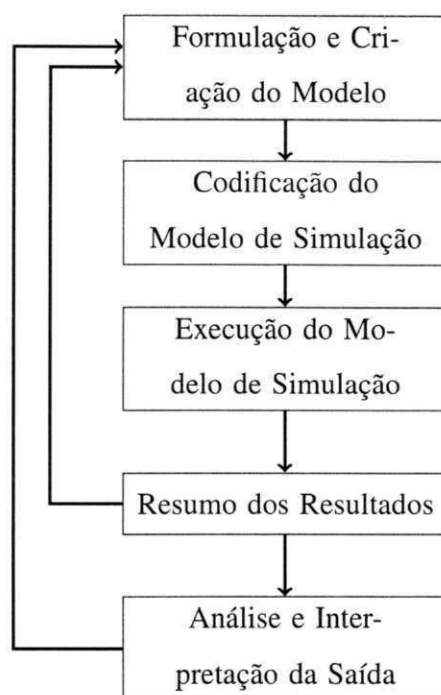 Formulação e Cri-
ação do Modelo
Codificação do
Modelo de Simulação
Execução do Mo-
delo de Simulação
Resumo dos Resultados
Análise e Inter-
pretação da Saída